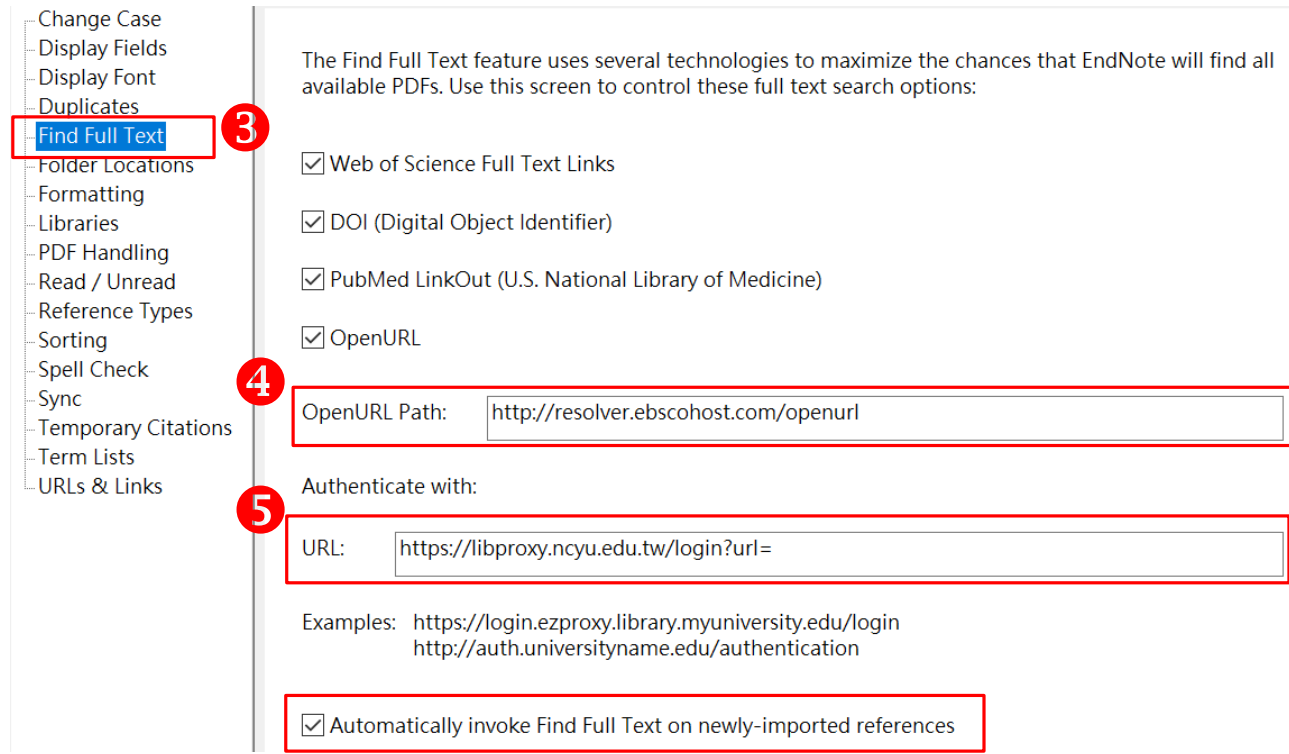 Change Case
Display Fields
Display Font
Duplicates
Find Full Text
3
Folder Locations
Formatting
Libraries
PDF Handling
Read / Unread
Reference Types
Sorting
Spell Check
Sync
Temporary Citations
Term Lists
URLs & Links
The Find Full Text feature uses several technologies to maximize the chances that EndNote will find all
available PDFs. Use this screen to control these full text search options:
Web of Science Full Text Links
DOI (Digital Object Identifier)
PubMed LinkOut (U.S. National Library of Medicine)
OpenURL
4
OpenURL Path: http://resolver.ebscohost.com/openurl
Authenticate with:
5
URL: https://libproxy.ncyu.edu.tw/login?url=
Examples: https://login.ezproxy.library.myuniversity.edu/login
http://auth.universityname.edu/authentication
Automatically invoke Find Full Text on newly-imported references